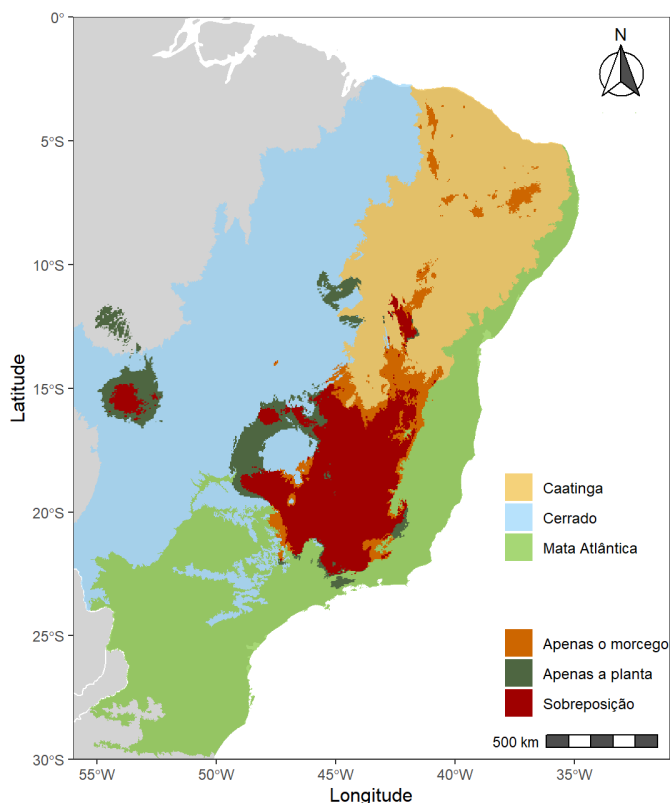 0°
5°S
10°S
15°S
20°S
25°S
30°S
Latitude
N
Caatinga
Cerrado
Mata Atlântica
Apenas o morcego
Apenas a planta
Sobreposição
500 km
55°W
50°W
45°W
40°W
35°W
Longitude